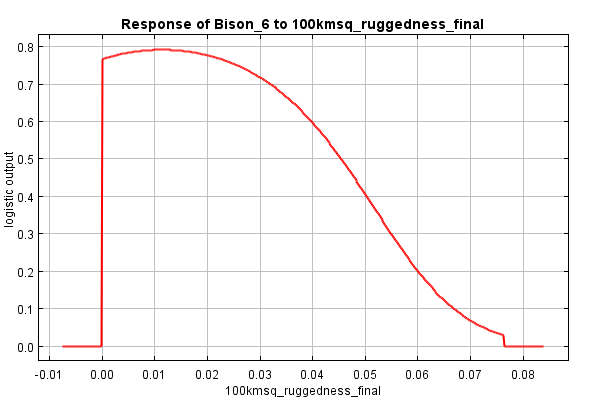 Response of Bison_6 to 100kmsq_ruggedness_final
0.8
0.7
0.6
0.5
0.4
0.3
0.2
0.1
0.0
logistic output
-0.01 0.00 0.01 0.02 0.03 0.04 0.05 0.06 0.07 0.08
100kmsq_ruggedness_final